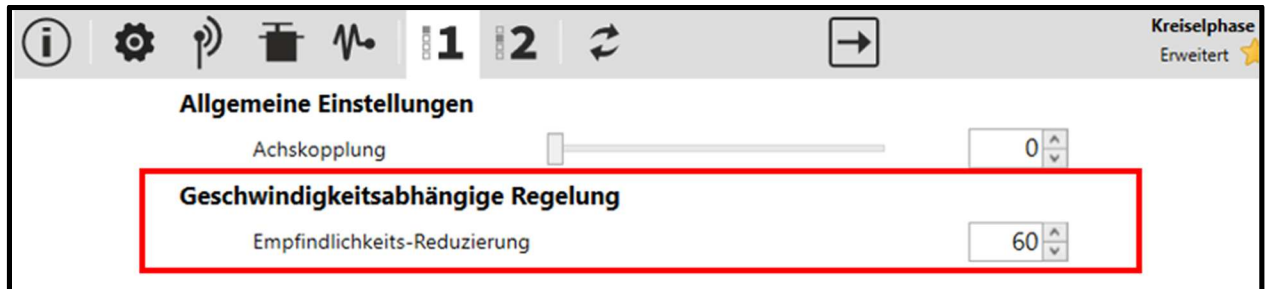 1
2
Kreiselphase
Erweitert
Allgemeine Einstellungen
Achskopplung 0
Geschwindigkeitsabhängige Regelung
Empfindlichkeits-Reduzierung 60